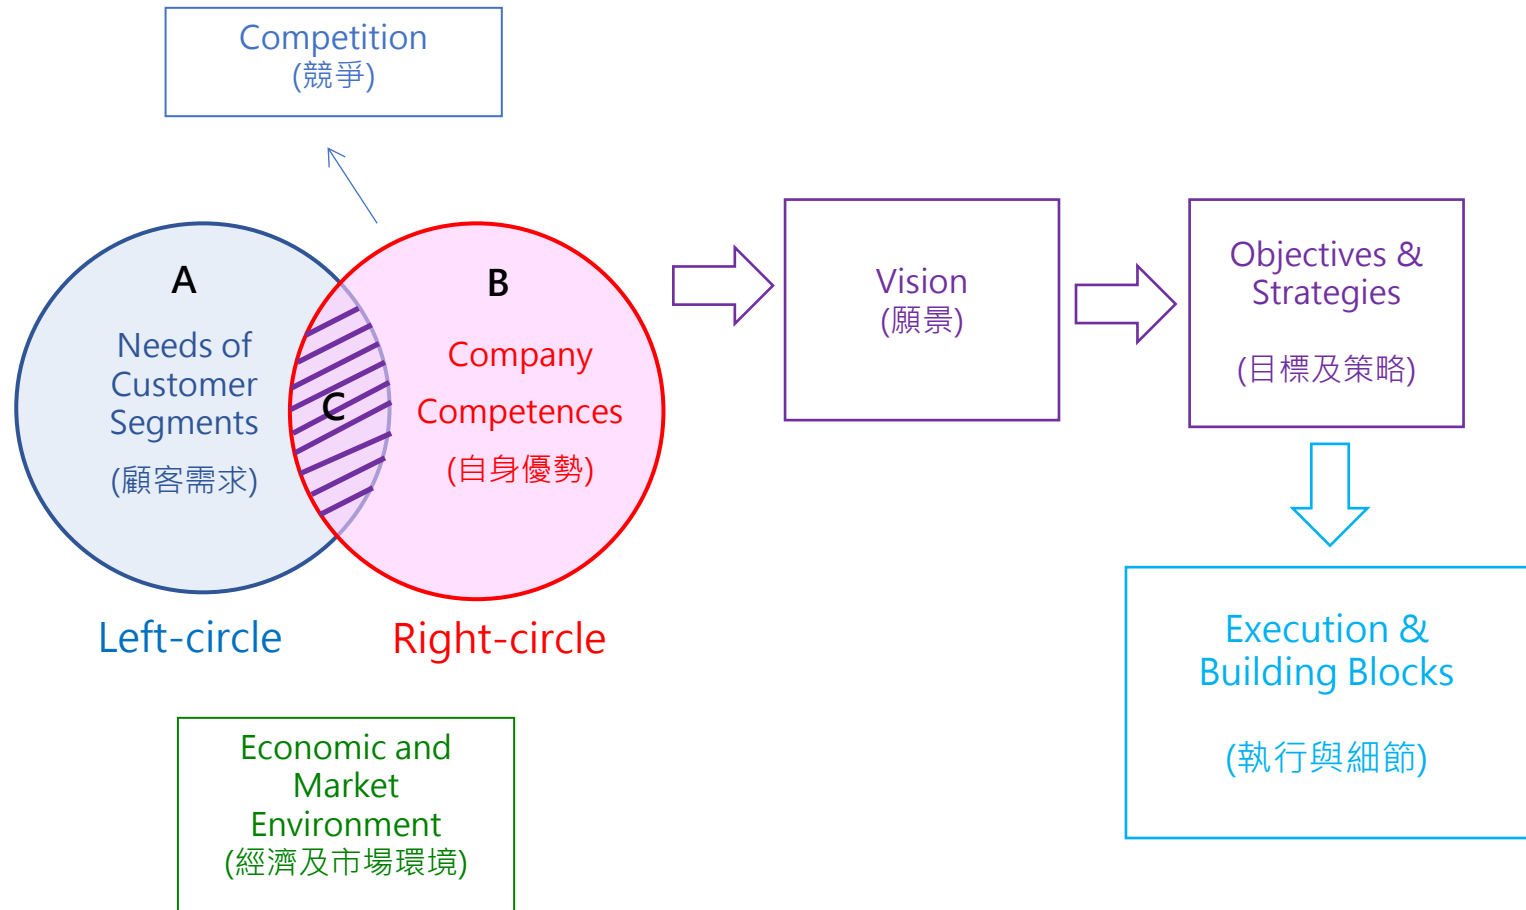 Competition
(競爭)
A
Needs of
Customer
Segments
(顧客需求)
C
B
Company
Competences
(自身優勢)
Left-circle
Right-circle
Economic and
Market
Environment
(經濟及市場環境)
Vision
(願景)
Objectives &
Strategies
(目標及策略)
Execution &
Building Blocks
(執行與細節)